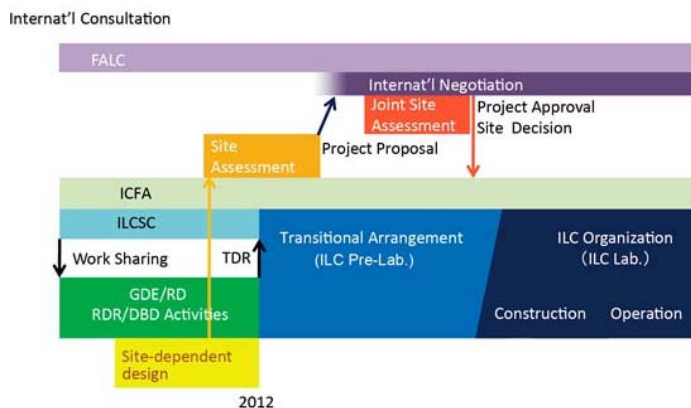 Internat'l Consultation
FALC
Internat'l Negotiation
Joint Site
Assessment
Project Approval
Site Decision
Site
Assessment
Project Proposal
ICFA
ILCSC
Transitional Arrangement
(ILC Pre-Lab.)
ILC Organization
(ILC Lab.)
Work Sharing
TDR
GDE/RD
RDR/DBD Activities
Construction
Operation
Site-dependent
design
2012